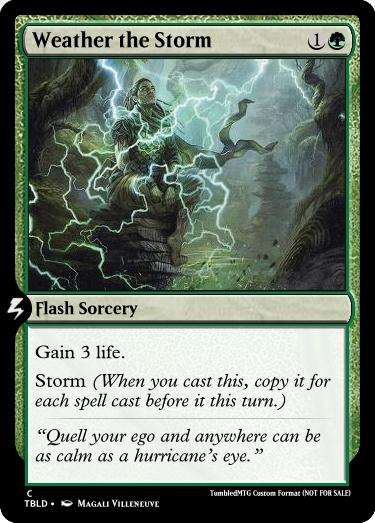 Weather the Storm 1
Flash Sorcery
Gain 3 life.
Storm (When you cast this, copy it for
each spell cast before it this turn.)
"Quell your ego and anywhere can be
as calm as a hurricane's eye."
C
TBLD • Magali Villeneuve
TumbledMTG Custom Format (NOT FOR SALE)